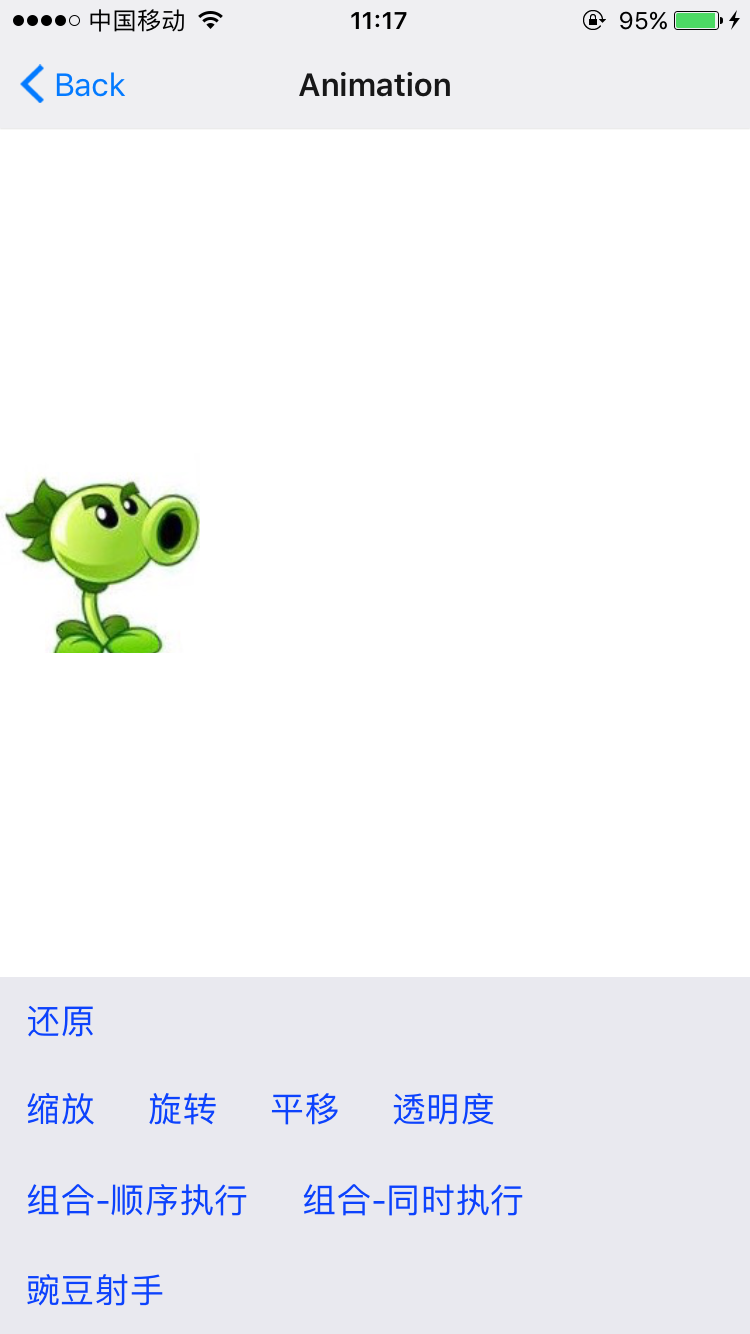 中国移动 11:17 95%
Back Animation
还原
缩放 旋转 平移 透明度
组合-顺序执行 组合-同时执行
豌豆射手